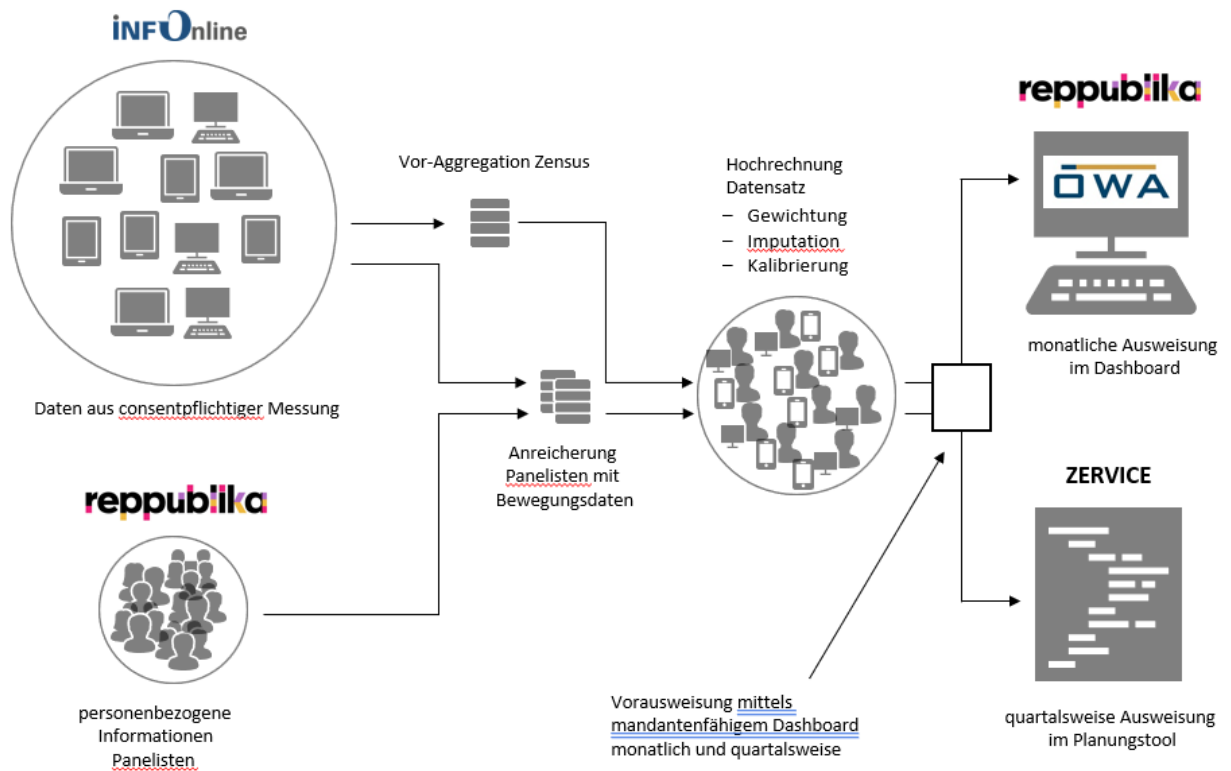 INFOnline
Daten aus consentpflichtiger Messung
reppublika
personenbezogene
Informationen
Panelisten
Vor-Aggregation Zensus
Anreicherung
Panelisten mit
Bewegungsdaten
Hochrechnung
Datensatz
– Gewichtung
– Imputation
– Kalibrierung
Vorausweisung mittels
mandantenfähigem Dashboard
monatlich und quartalsweise
reppublika
ÖWA
monatliche Ausweisung
im Dashboard
ZERVICE
quartalsweise Ausweisung
im Planungstool